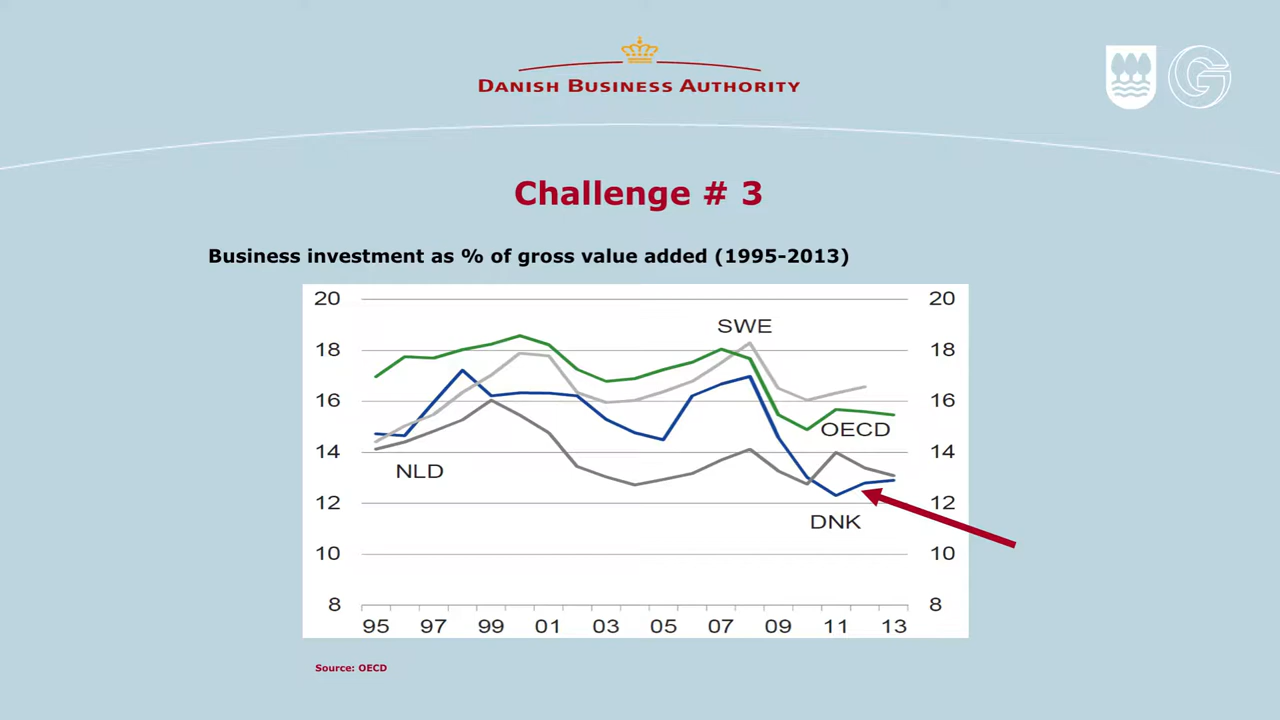 DANISH BUSINESS AUTHORITY
Challenge # 3
Business investment as % of gross value added (1995-2013)
20 20
SWE
18 18
16 16
OECD
14 14
NLD
12 12
DNK
10 10
8 8
95 97 99 01 03 05 07 09 11 13
Source: OECD